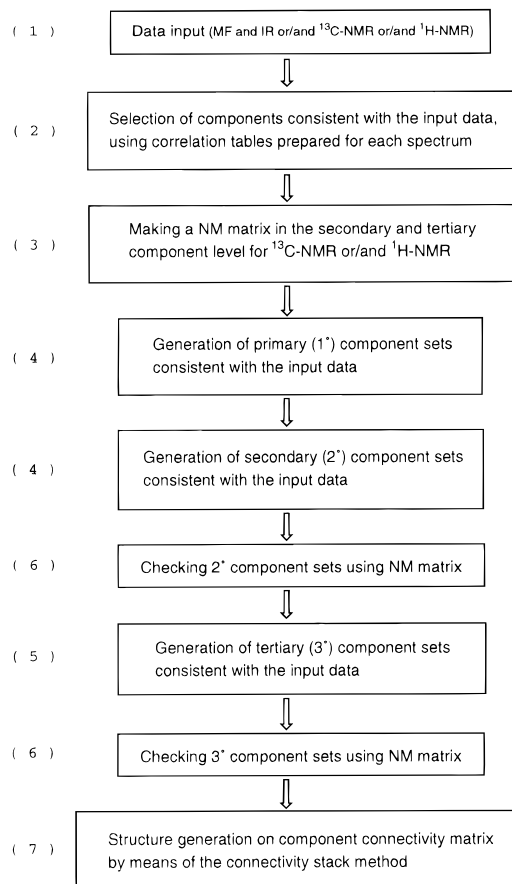 ( 1 ) Data input (MF and IR or/and ¹³C-NMR or/and ¹H-NMR)
( 2 ) Selection of components consistent with the input data,
using correlation tables prepared for each spectrum
( 3 ) Making a NM matrix in the secondary and tertiary
component level for ¹³C-NMR or/and ¹H-NMR
( 4 ) Generation of primary (1°) component sets
consistent with the input data
( 4 ) Generation of secondary (2°) component sets
consistent with the input data
( 6 ) Checking 2° component sets using NM matrix
( 5 ) Generation of tertiary (3°) component sets
consistent with the input data
( 6 ) Checking 3° component sets using NM matrix
( 7 ) Structure generation on component connectivity matrix
by means of the connectivity stack method